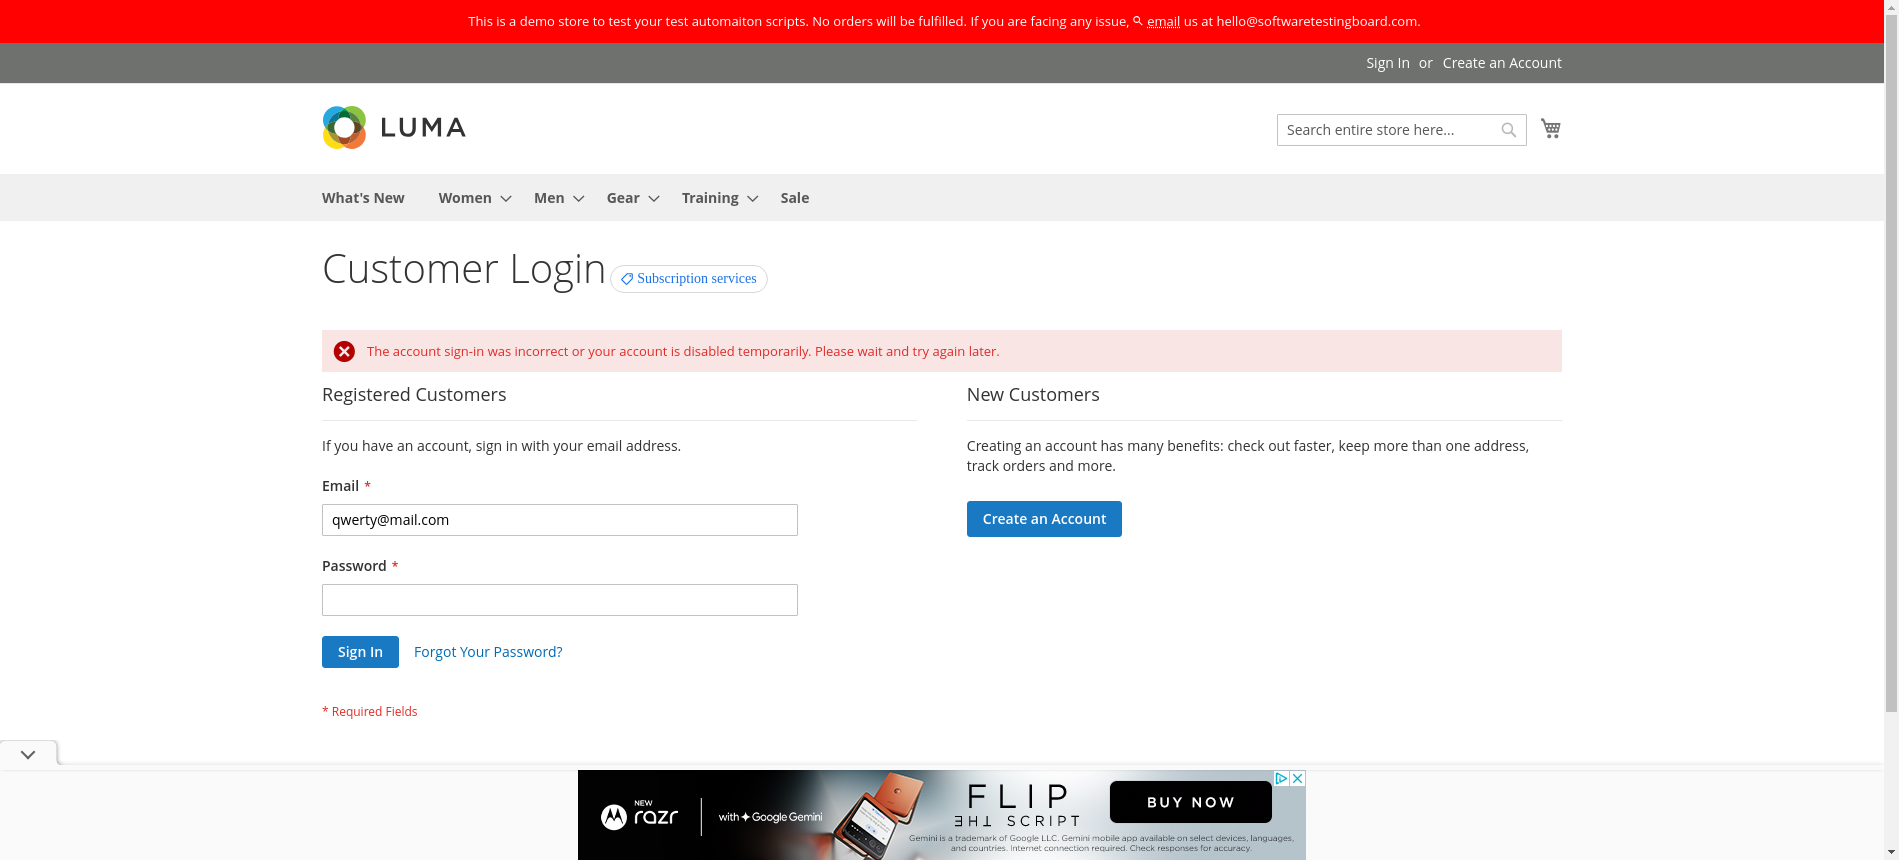 This is a demo store to test your test automaiton scripts. No orders will be fulfilled. If you are facing any issue, email us at hello@softwaretestingboard.com.
Sign In or Create an Account
LUMA
Search entire store here...
What's New Women Men Gear Training Sale
Customer Login Subscription services
The account sign-in was incorrect or your account is disabled temporarily. Please wait and try again later.
Registered Customers
If you have an account, sign in with your email address.
Email *
qwerty@mail.com
Password *
Sign In Forgot Your Password?
* Required Fields
New Customers
Creating an account has many benefits: check out faster, keep more than one address,
track orders and more.
Create an Account
NEW
razr
with Google Gemini
FLIP
THE SCRIPT
BUY NOW
Gemini is a trademark of Google LLC. Gemini mobile app available on select devices, languages,
and countries. Internet connection required. Check responses for accuracy.